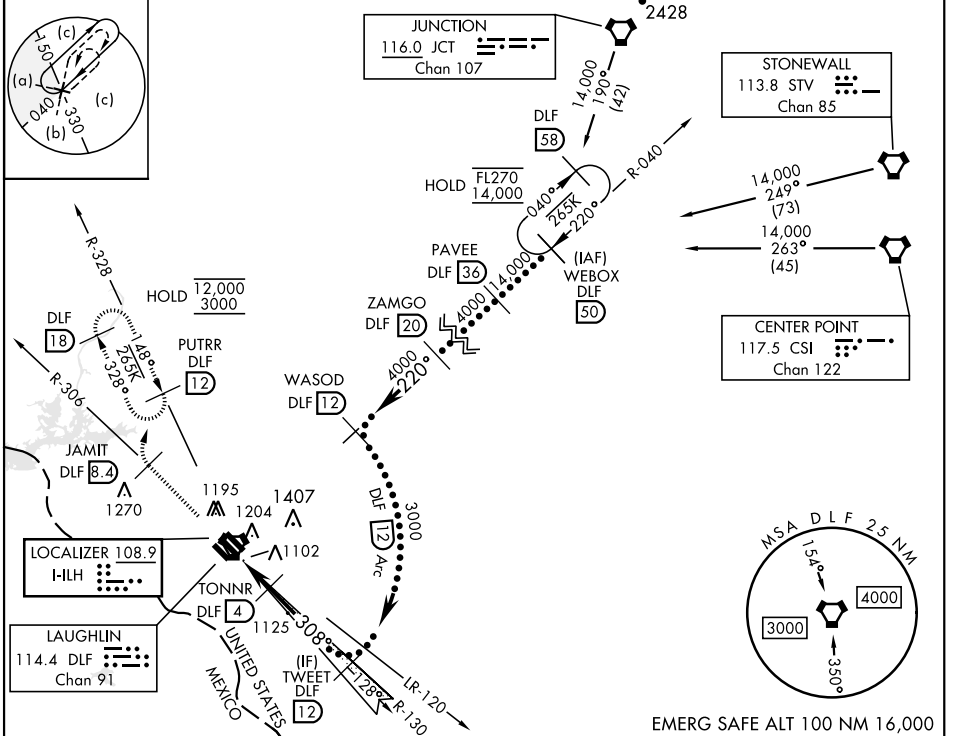 2428
JUNCTION
116.0 JCT
Chan 107
STONEWALL
113.8 STV
Chan 85
(c)
150
(a)
(c)
040
(b)
330
14,000
190°
(42)
DLF
58
R-040
HOLD FL270
14,000
040°
265K
220°
14,000
249°
(73)
14,000
263°
(45)
PAVEE
DLF 36
14,000
4000
(IAF)
WEBOX
DLF
50
R-328
HOLD 12,000
3000
ZAMGO
DLF 20
CENTER POINT
117.5 CSI
Chan 122
DLF
18
148°
265K
328°
PUTRR
DLF
12
4000
220°
WASOD
DLF 12
R-306
JAMIT
DLF 8.4
1270
1195
1204
1407
1102
3000
DLF 12 Arc
LOCALIZER 108.9
I-ILH
TONNR
DLF 4
1125
308°
LAUGHLIN
114.4 DLF
Chan 91
UNITED STATES
MEXICO
(IF)
TWEET
DLF
12
128°
LR-120
R-130
MSA DLF 25 NM
154°
4000
3000
350°
EMERG SAFE ALT 100 NM 16,000